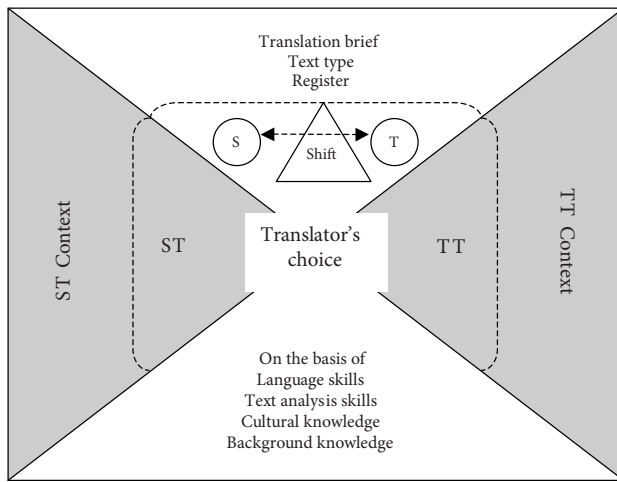 Translation brief
Text type
Register
S
Shift
T
ST Context
ST
Translator's
choice
TT
TT Context
On the basis of
Language skills
Text analysis skills
Cultural knowledge
Background knowledge